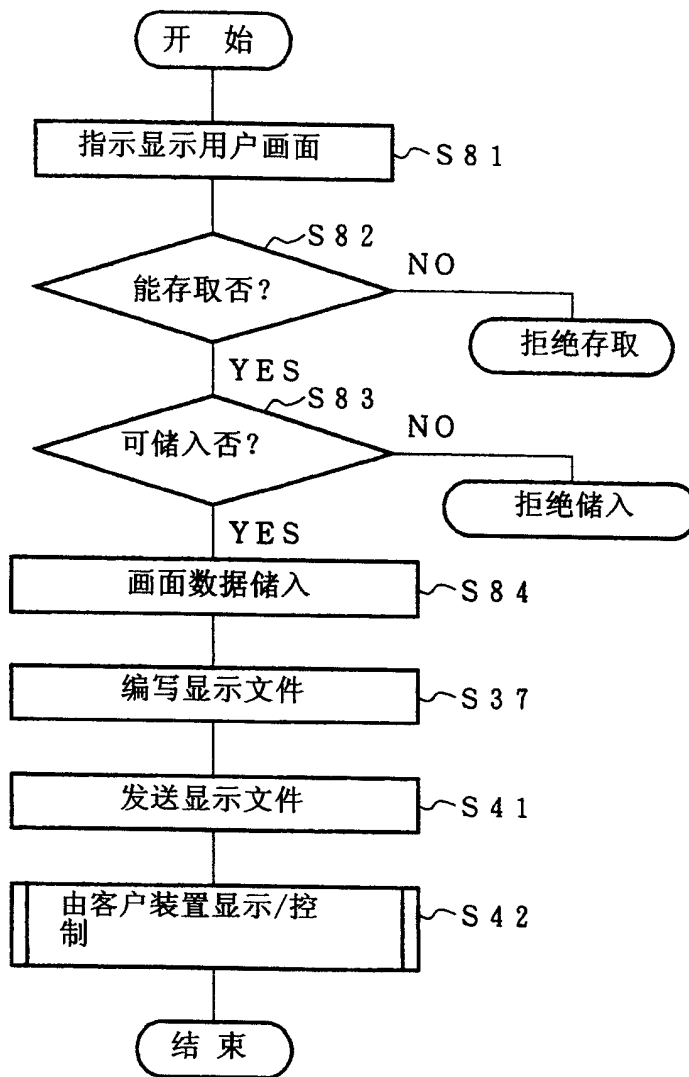 开 始
指示显示用户画面
S81
S82
能存取否?
NO
拒绝存取
YES
S83
可储入否?
NO
拒绝储入
YES
画面数据储入
S84
编写显示文件
S37
发送显示文件
S41
由客户装置显示/控
制
S42
结 束